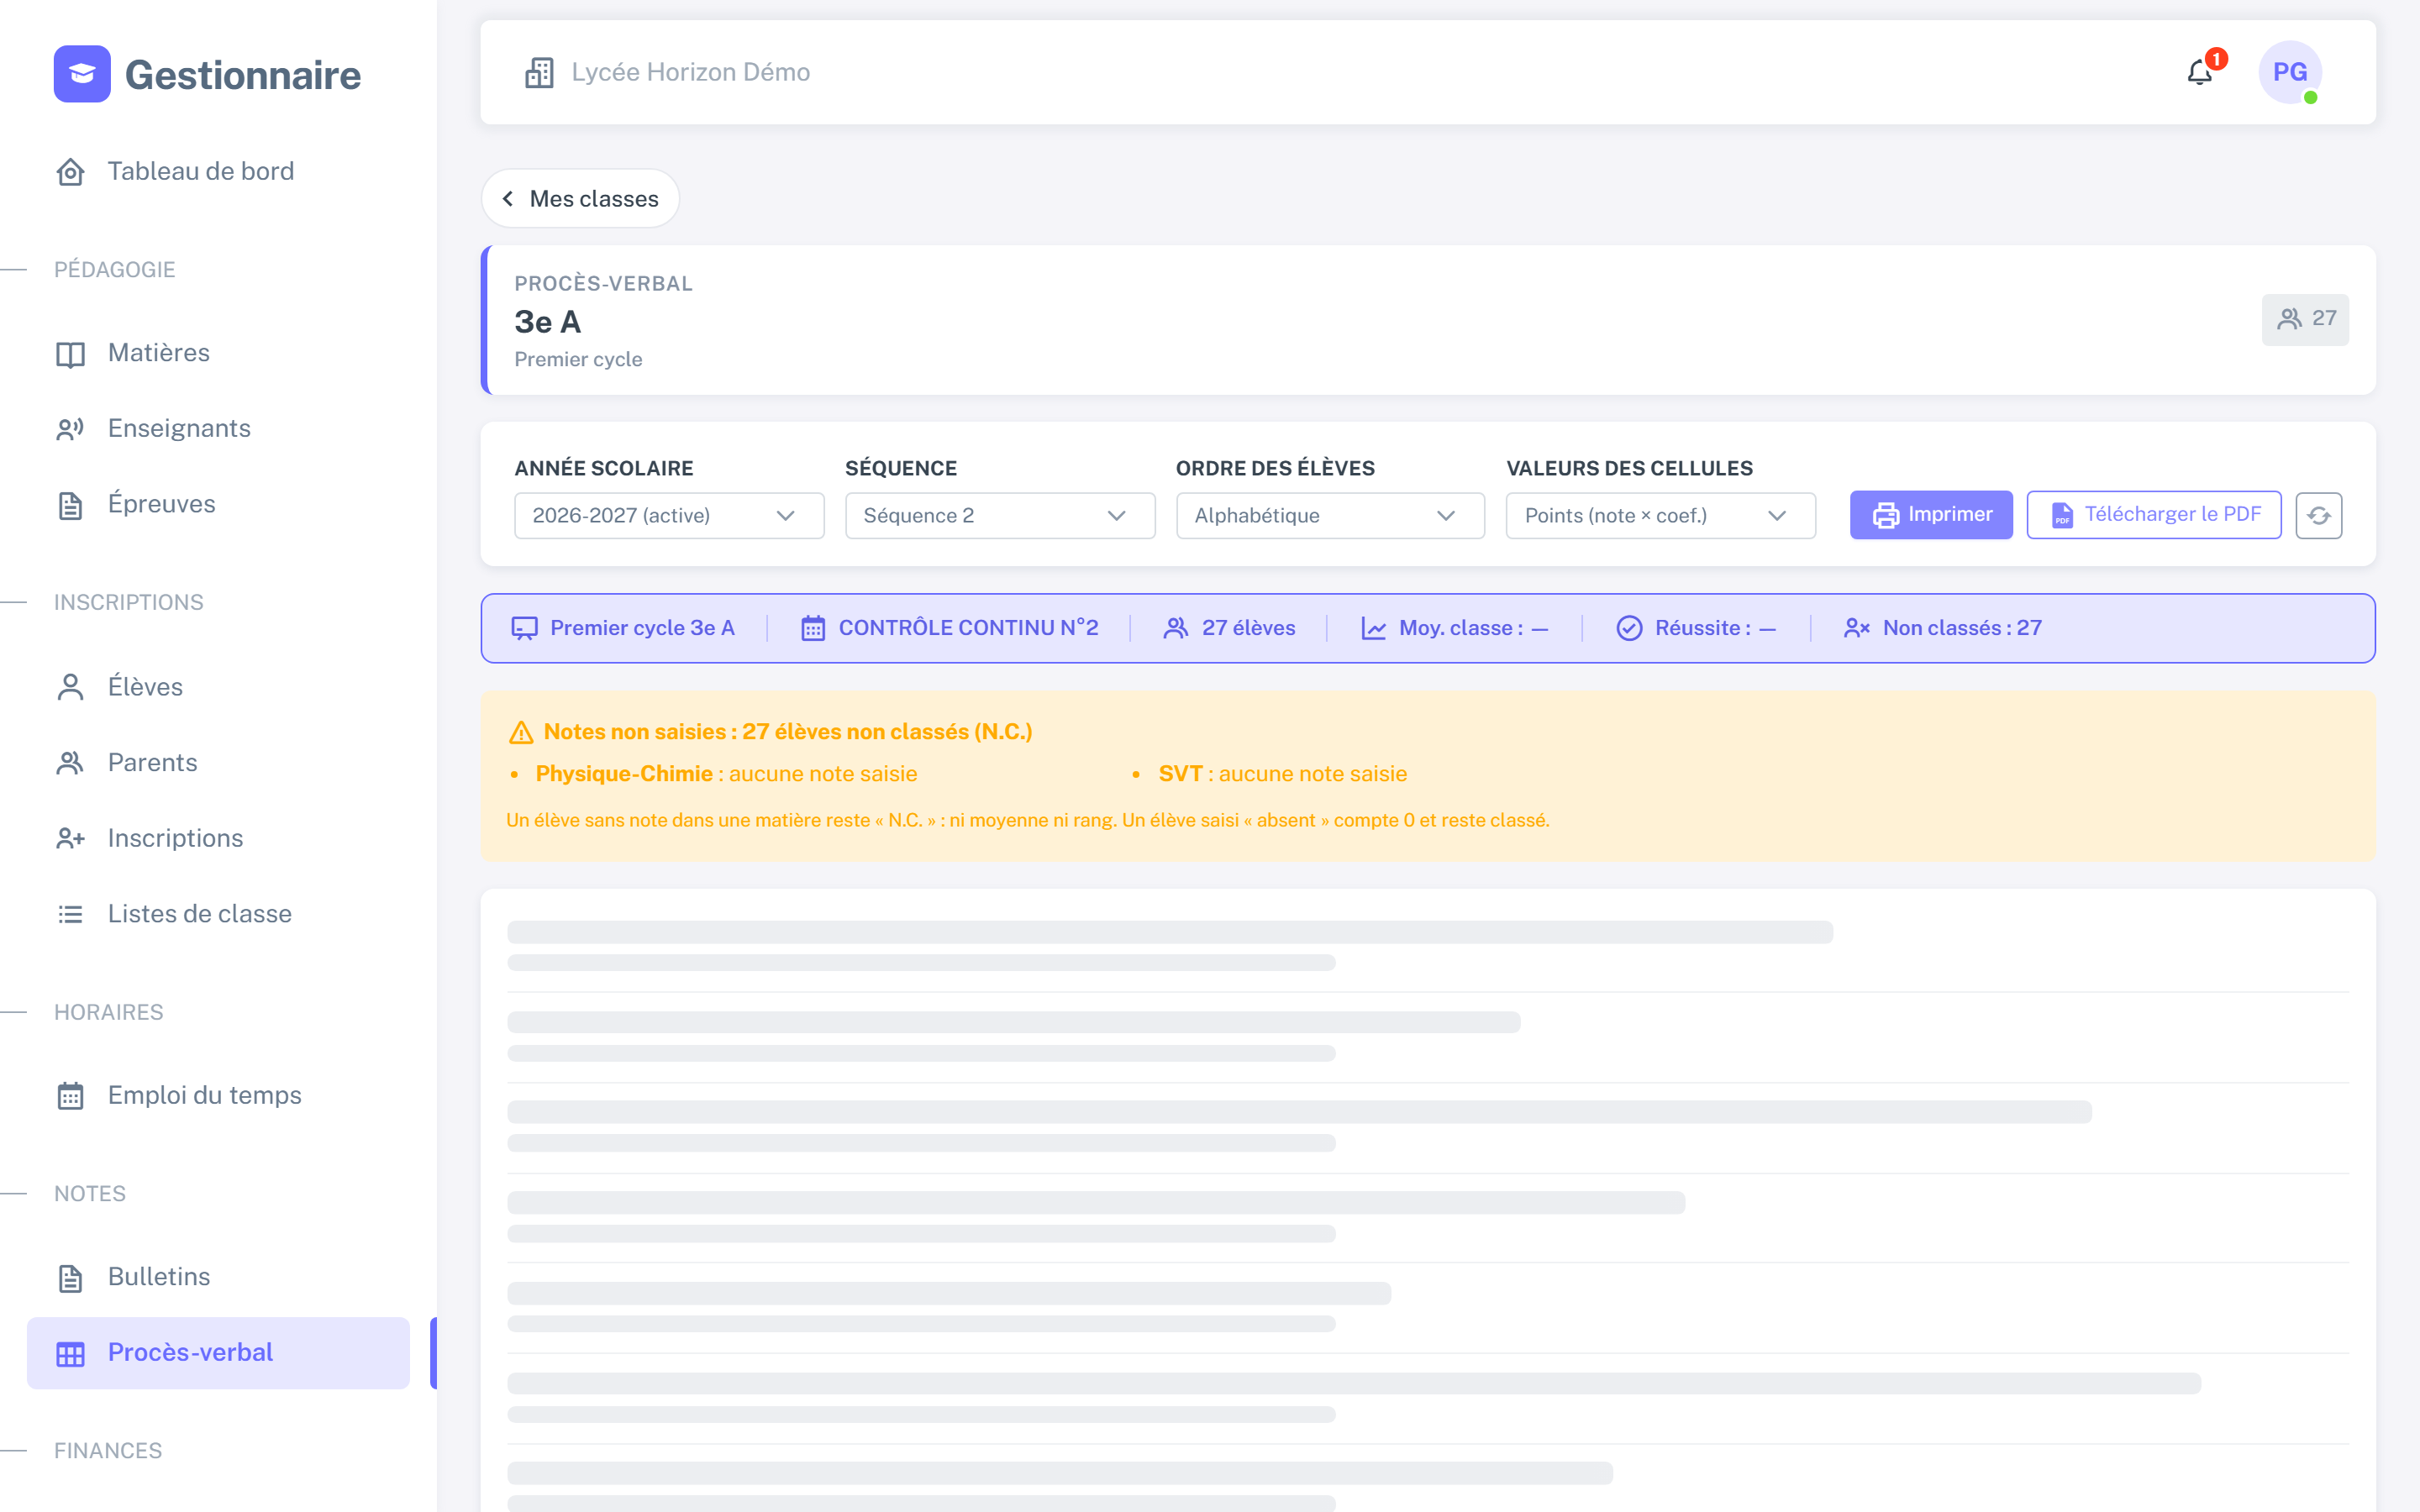 Gestionnaire
Tableau de bord
PÉDAGOGIE
Matières
Enseignants
Épreuves
INSCRIPTIONS
Élèves
Parents
Inscriptions
Listes de classe
HORAIRES
Emploi du temps
NOTES
Bulletins
Procès-verbal
FINANCES
Lycée Horizon Démo
1
PG
Mes classes
PROCÈS-VERBAL
3e A
Premier cycle
27
ANNÉE SCOLAIRE
2026-2027 (active)
SÉQUENCE
Séquence 2
ORDRE DES ÉLÈVES
Alphabétique
VALEURS DES CELLULES
Points (note × coef.)
Imprimer
PDF
Télécharger le PDF
Premier cycle 3e A
CONTRÔLE CONTINU N°2
27 élèves
Moy. classe : —
Réussite : —
Non classés : 27
Notes non saisies : 27 élèves non classés (N.C.)
• Physique-Chimie : aucune note saisie
• SVT : aucune note saisie
Un élève sans note dans une matière reste « N.C. » : ni moyenne ni rang. Un élève saisi « absent » compte 0 et reste classé.